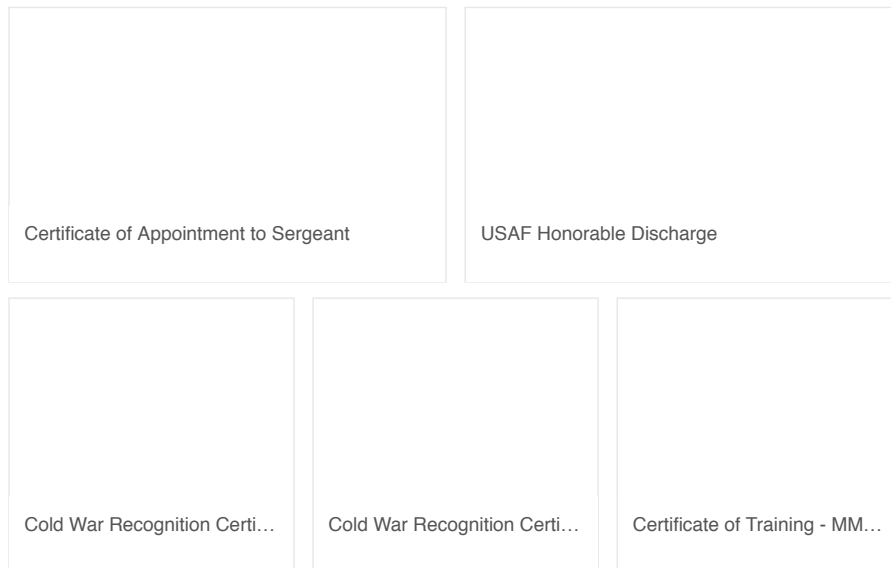 Certificate of Appointment to Sergeant
USAF Honorable Discharge
Cold War Recognition Certi…
Cold War Recognition Certi…
Certificate of Training - MM…